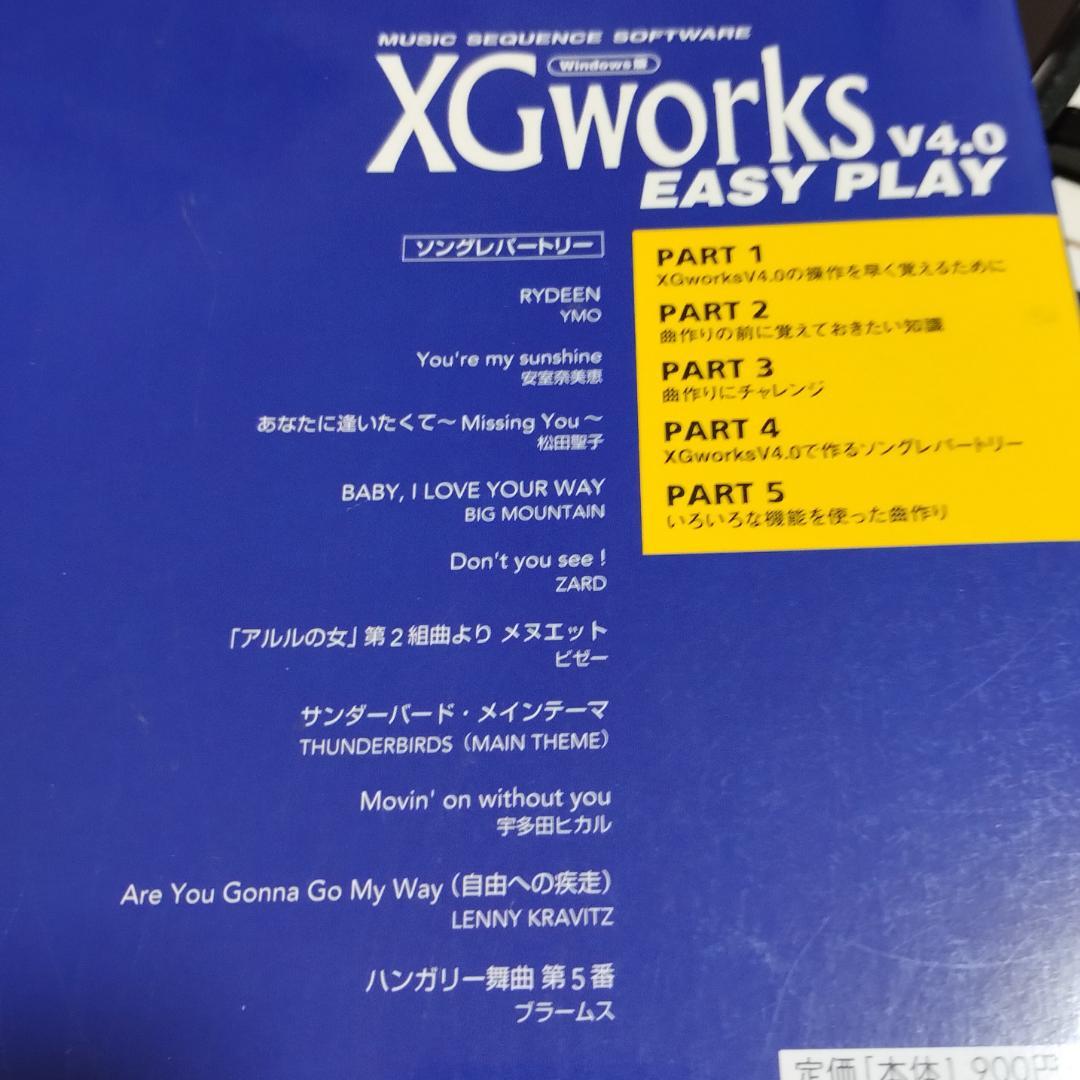 MUSIC SEQUENCE SOFTWARE
Windows版
XGworks V4.0
EASY PLAY
ソングレパートリー
RYDEEN
YMO
You're my sunshine
安室奈美恵
あなたに逢いたくて～Missing You～
松田聖子
BABY, I LOVE YOUR WAY
BIG MOUNTAIN
Don't you see !
ZARD
「アルルの女」第2組曲より メヌエット
ビゼー
サンダーバード・メインテーマ
THUNDERBIRDS（MAIN THEME）
Movin' on without you
宇多田ヒカル
Are You Gonna Go My Way（自由への疾走）
LENNY KRAVITZ
ハンガリー舞曲 第5番
ブラームス
PART 1
XGworksV4.0の操作を早く覚えるために
PART 2
曲作りの前に覚えておきたい知識
PART 3
曲作りにチャレンジ
PART 4
XGworksV4.0で作るソングレパートリー
PART 5
いろいろな機能を使った曲作り
定価［本体1,900円